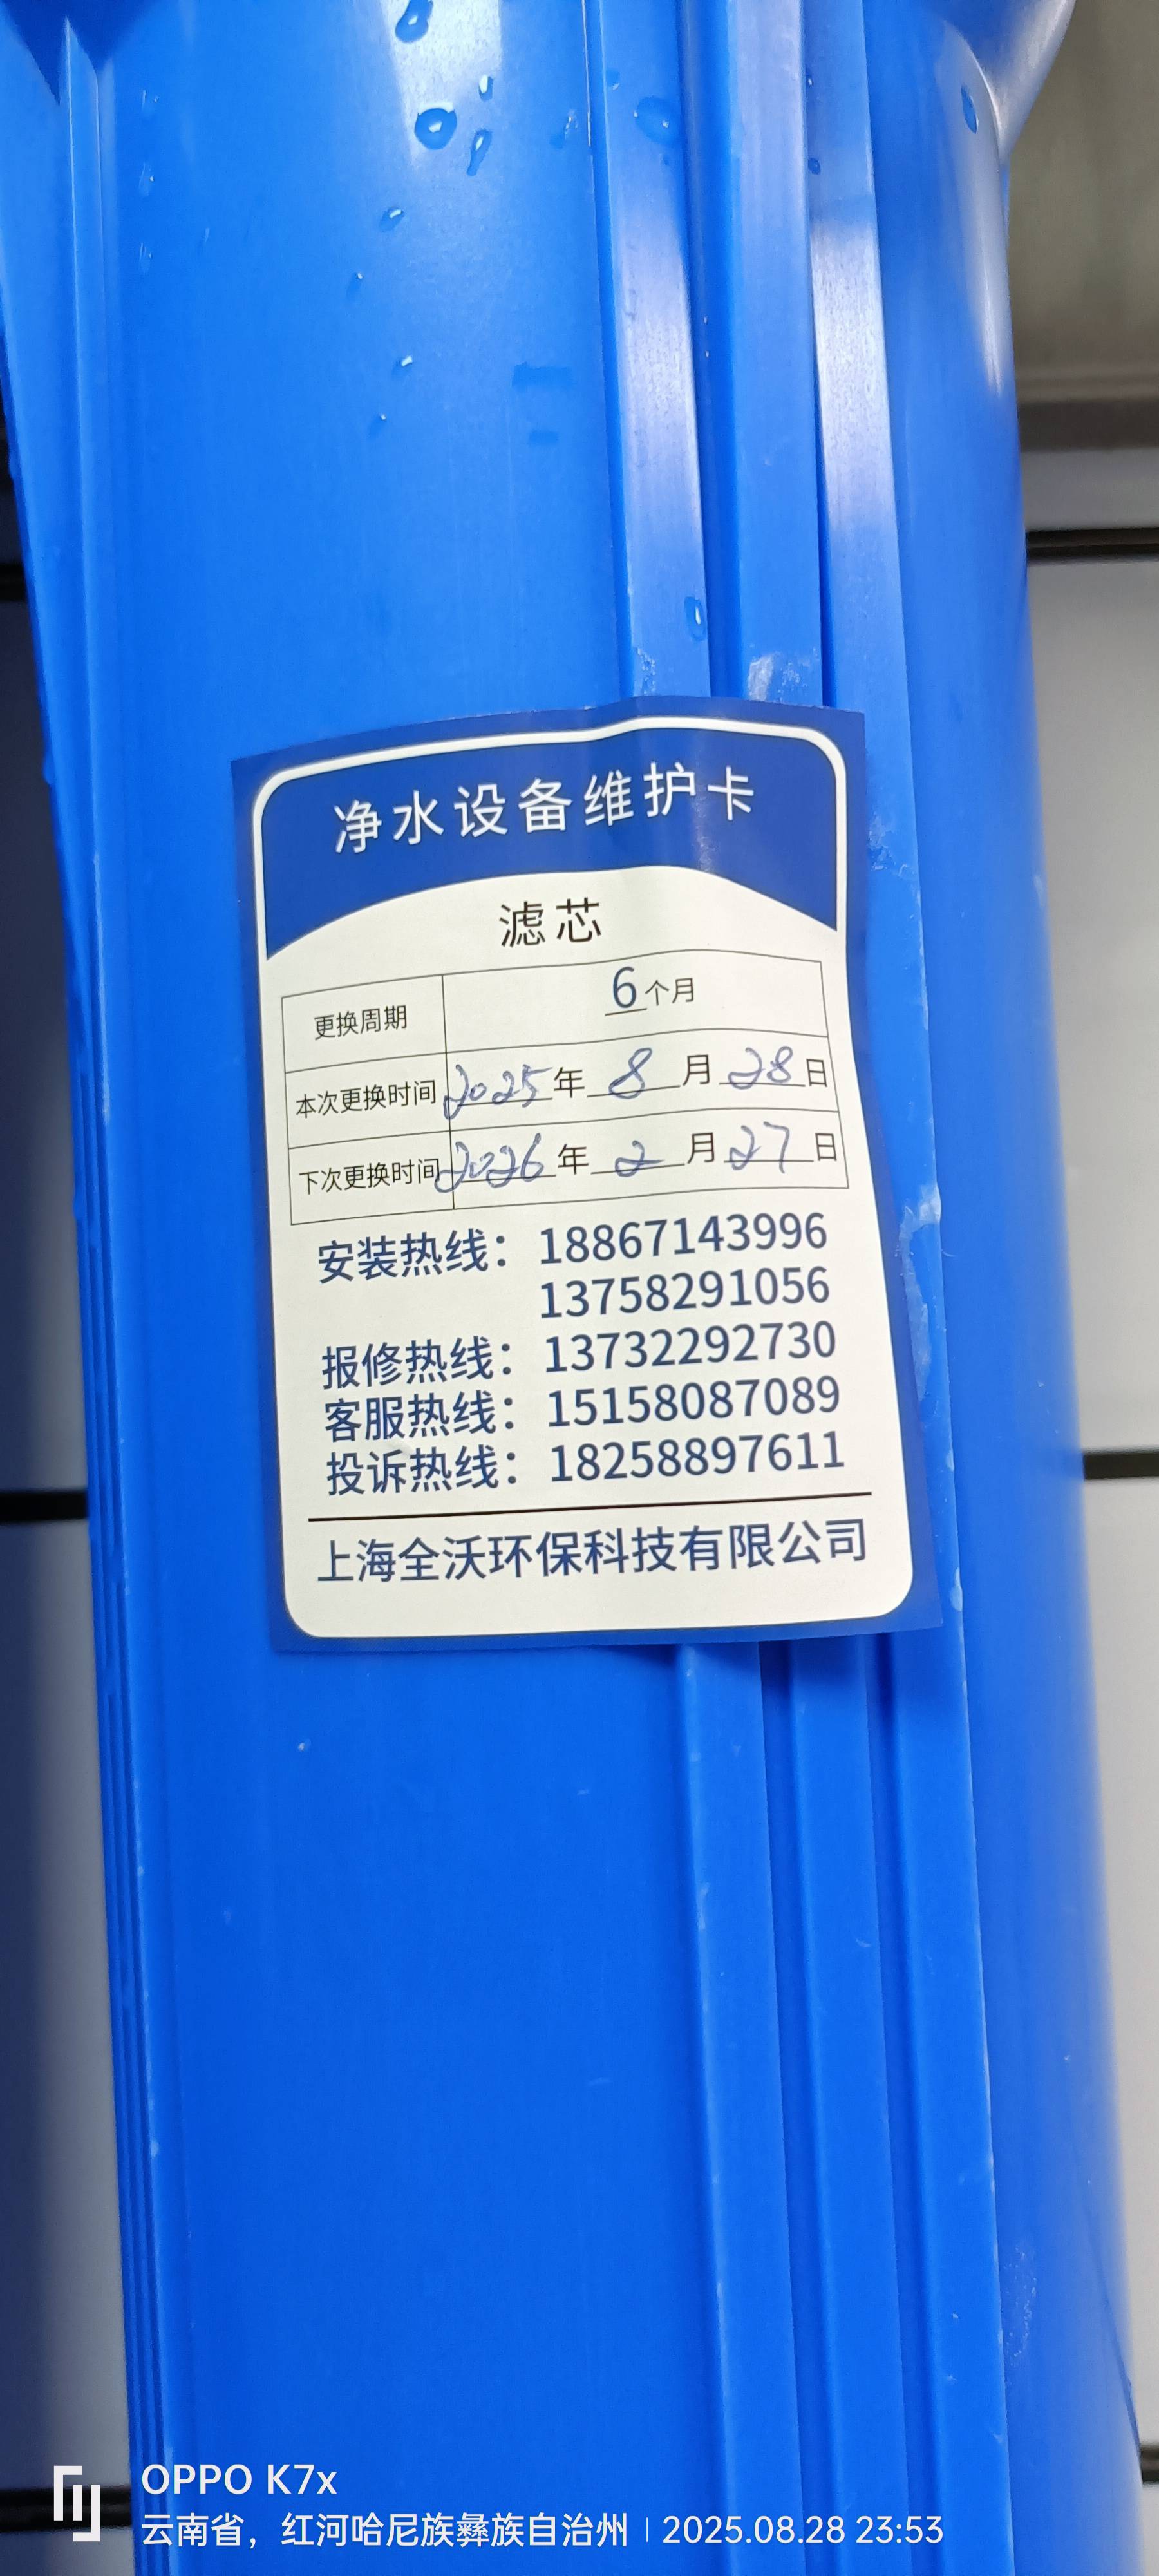 净水设备维护卡
滤芯
更换周期 6个月
本次更换时间 2025年8月28日
下次更换时间 2026年2月27日
安装热线：18867143996
13758291056
报修热线：13732292730
客服热线：15158087089
投诉热线：18258897611
上海全沃环保科技有限公司
OPPO K7x
云南省，红河哈尼族彝族自治州 | 2025.08.28 23:53